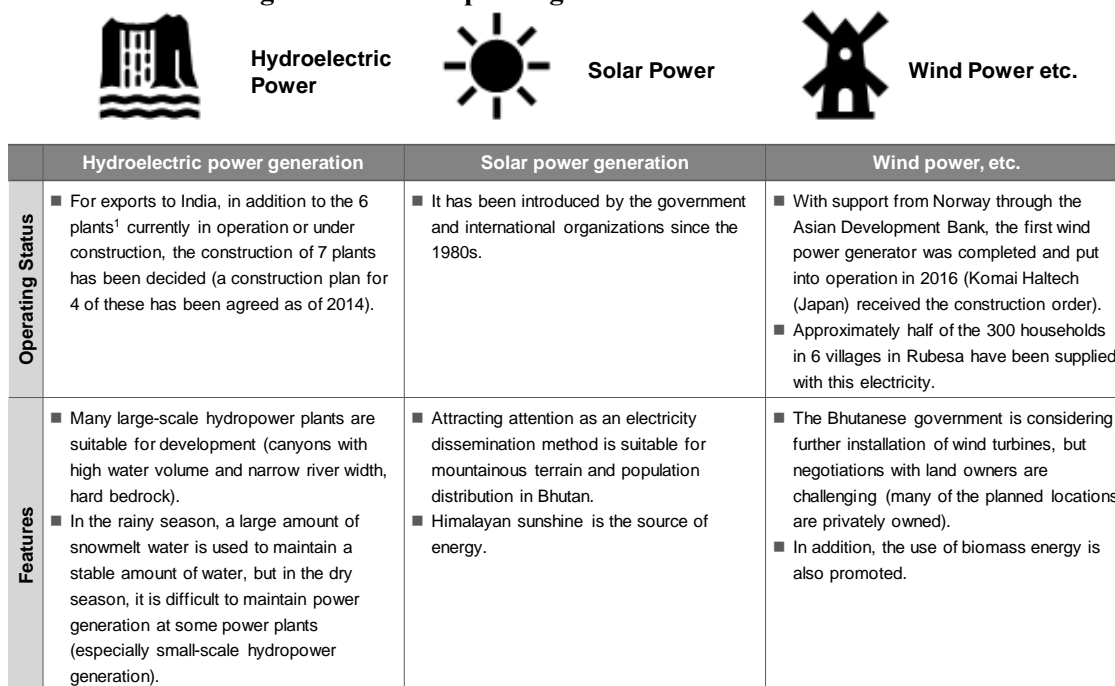 Hydroelectric
Power
Solar Power
Wind Power etc.
Hydroelectric power generation
Solar power generation
Wind power, etc.
Operating Status
■ For exports to India, in addition to the 6
plants¹ currently in operation or under
construction, the construction of 7 plants
has been decided (a construction plan for
4 of these has been agreed as of 2014).
■ It has been introduced by the government
and international organizations since the
1980s.
■ With support from Norway through the
Asian Development Bank, the first wind
power generator was completed and put
into operation in 2016 (Komai Haltech
(Japan) received the construction order).
■ Approximately half of the 300 households
in 6 villages in Rubesa have been supplied
with this electricity.
Features
■ Many large-scale hydropower plants are
suitable for development (canyons with
high water volume and narrow river width,
hard bedrock).
■ In the rainy season, a large amount of
snowmelt water is used to maintain a
stable amount of water, but in the dry
season, it is difficult to maintain power
generation at some power plants
(especially small-scale hydropower
generation).
■ Attracting attention as an electricity
dissemination method is suitable for
mountainous terrain and population
distribution in Bhutan.
■ Himalayan sunshine is the source of
energy.
■ The Bhutanese government is considering
further installation of wind turbines, but
negotiations with land owners are
challenging (many of the planned locations
are privately owned).
■ In addition, the use of biomass energy is
also promoted.